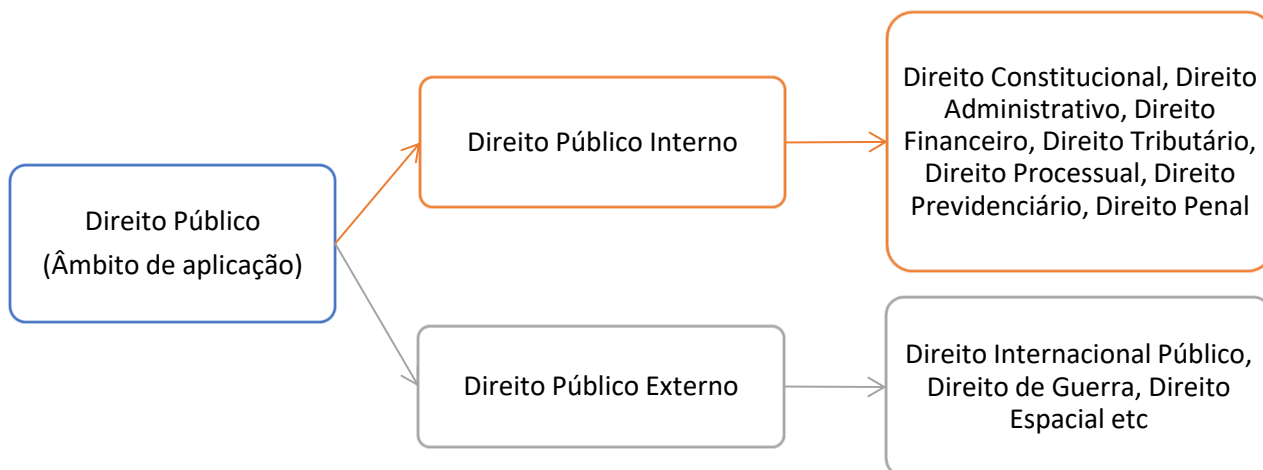 Direito Público
(Âmbito de aplicação)
Direito Público Interno
Direito Constitucional, Direito
Administrativo, Direito
Financeiro, Direito Tributário,
Direito Processual, Direito
Previdenciário, Direito Penal
Direito Público Externo
Direito Internacional Público,
Direito de Guerra, Direito
Espacial etc